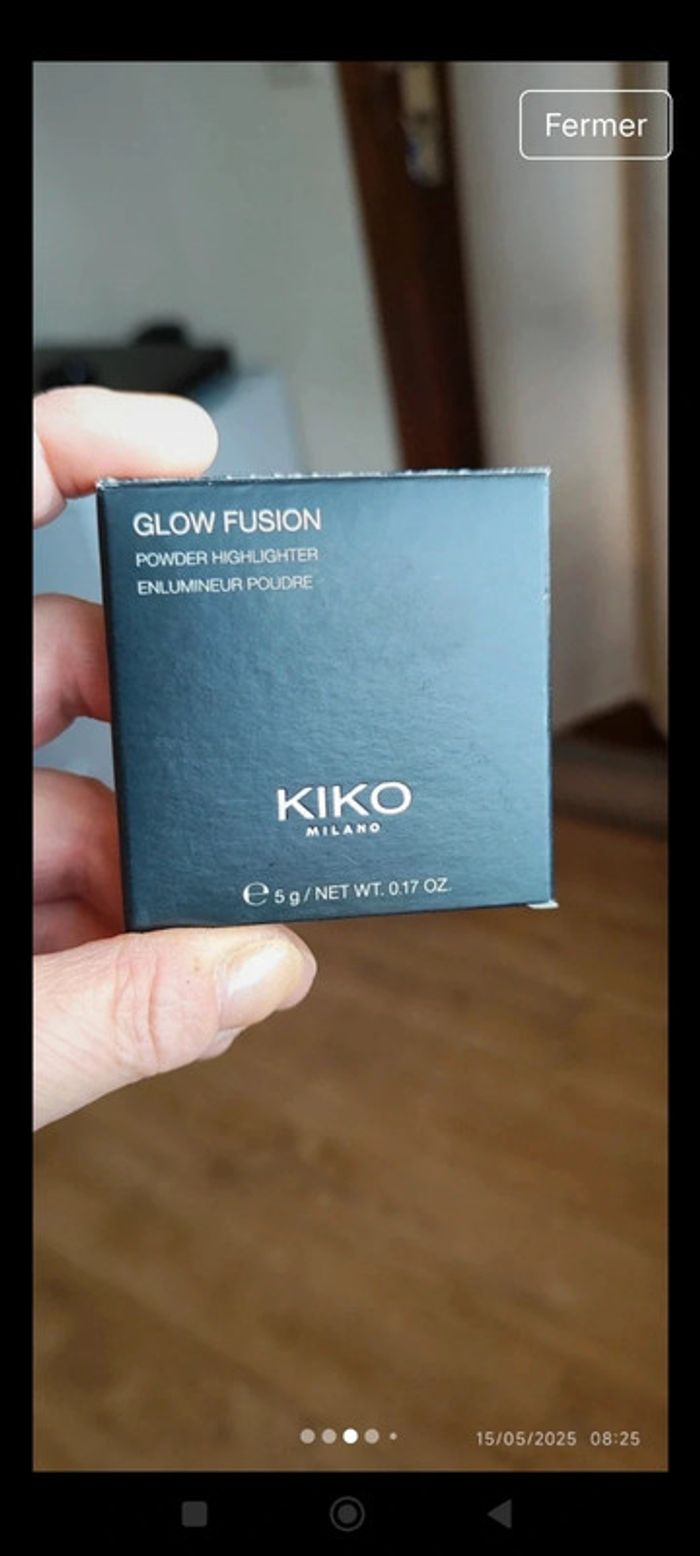 Fermer
GLOW FUSION
POWDER HIGHLIGHTER
ENLUMINEUR POUDRE
KIKO
MILANO
℮ 5 g / NET WT. 0.17 OZ.
15/05/2025 08:25